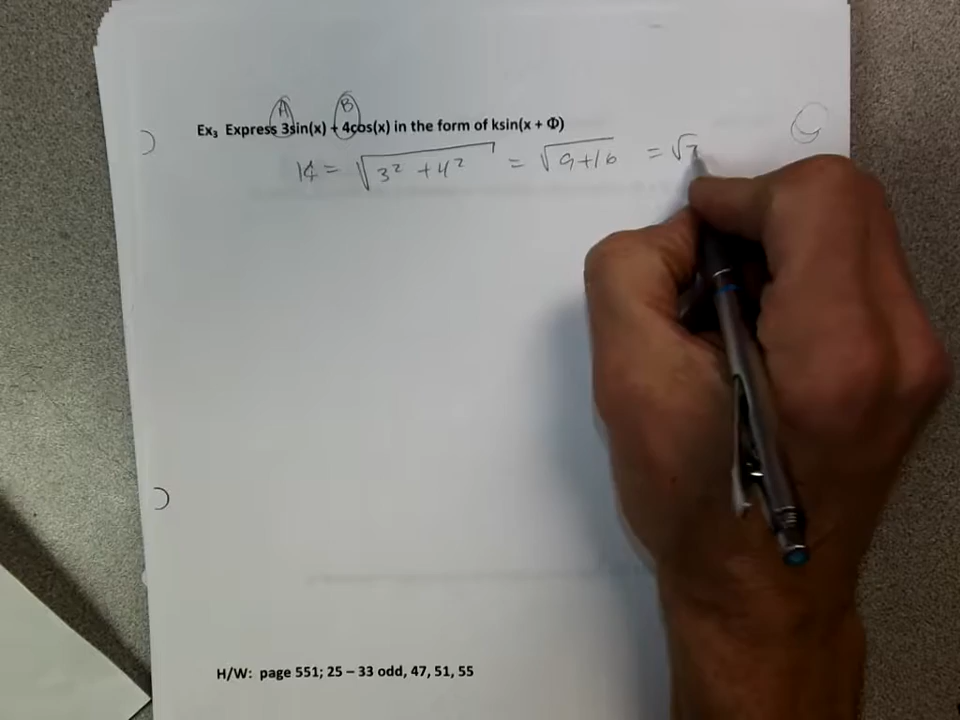 A B
Ex3 Express 3sin(x) + 4cos(x) in the form of ksin(x + Φ)
k = √3² + 4² = √9+16 = √
H/W: page 551; 25 – 33 odd, 47, 51, 55